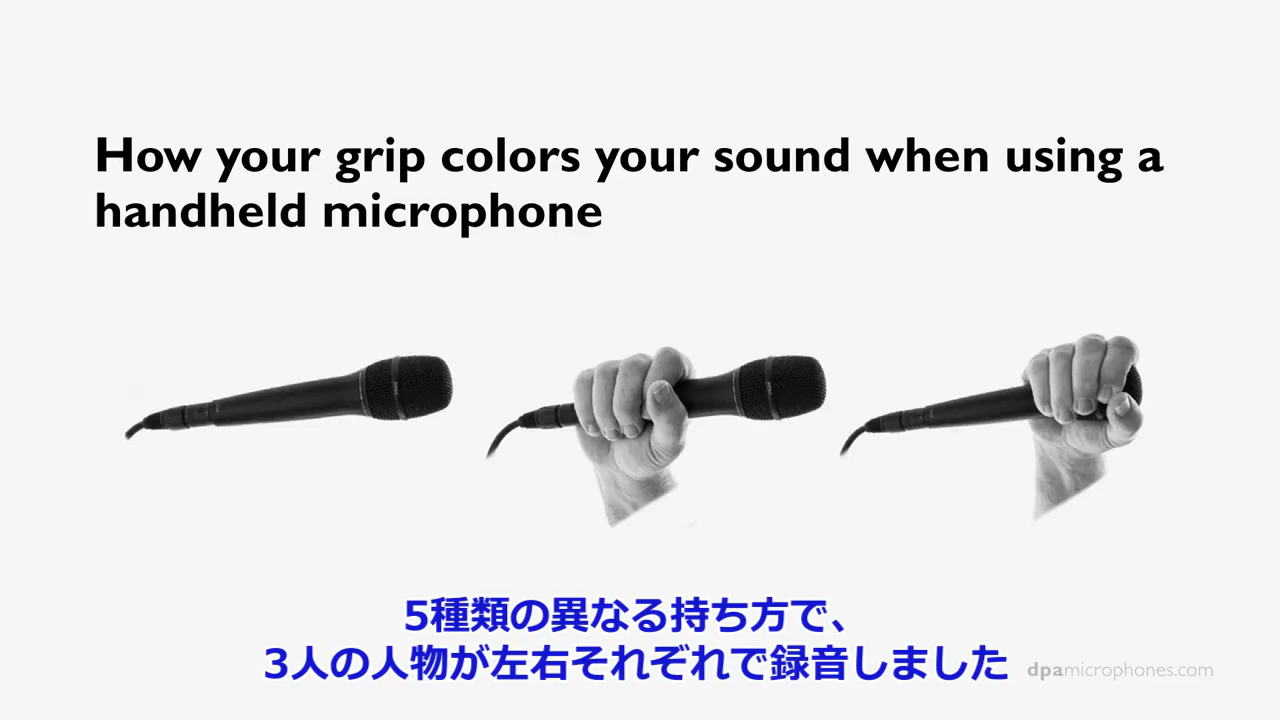 How your grip colors your sound when using a
handheld microphone
5種類の異なる持ち方で、
3人の人物が左右それぞれで録音しました
dpamicrophones.com